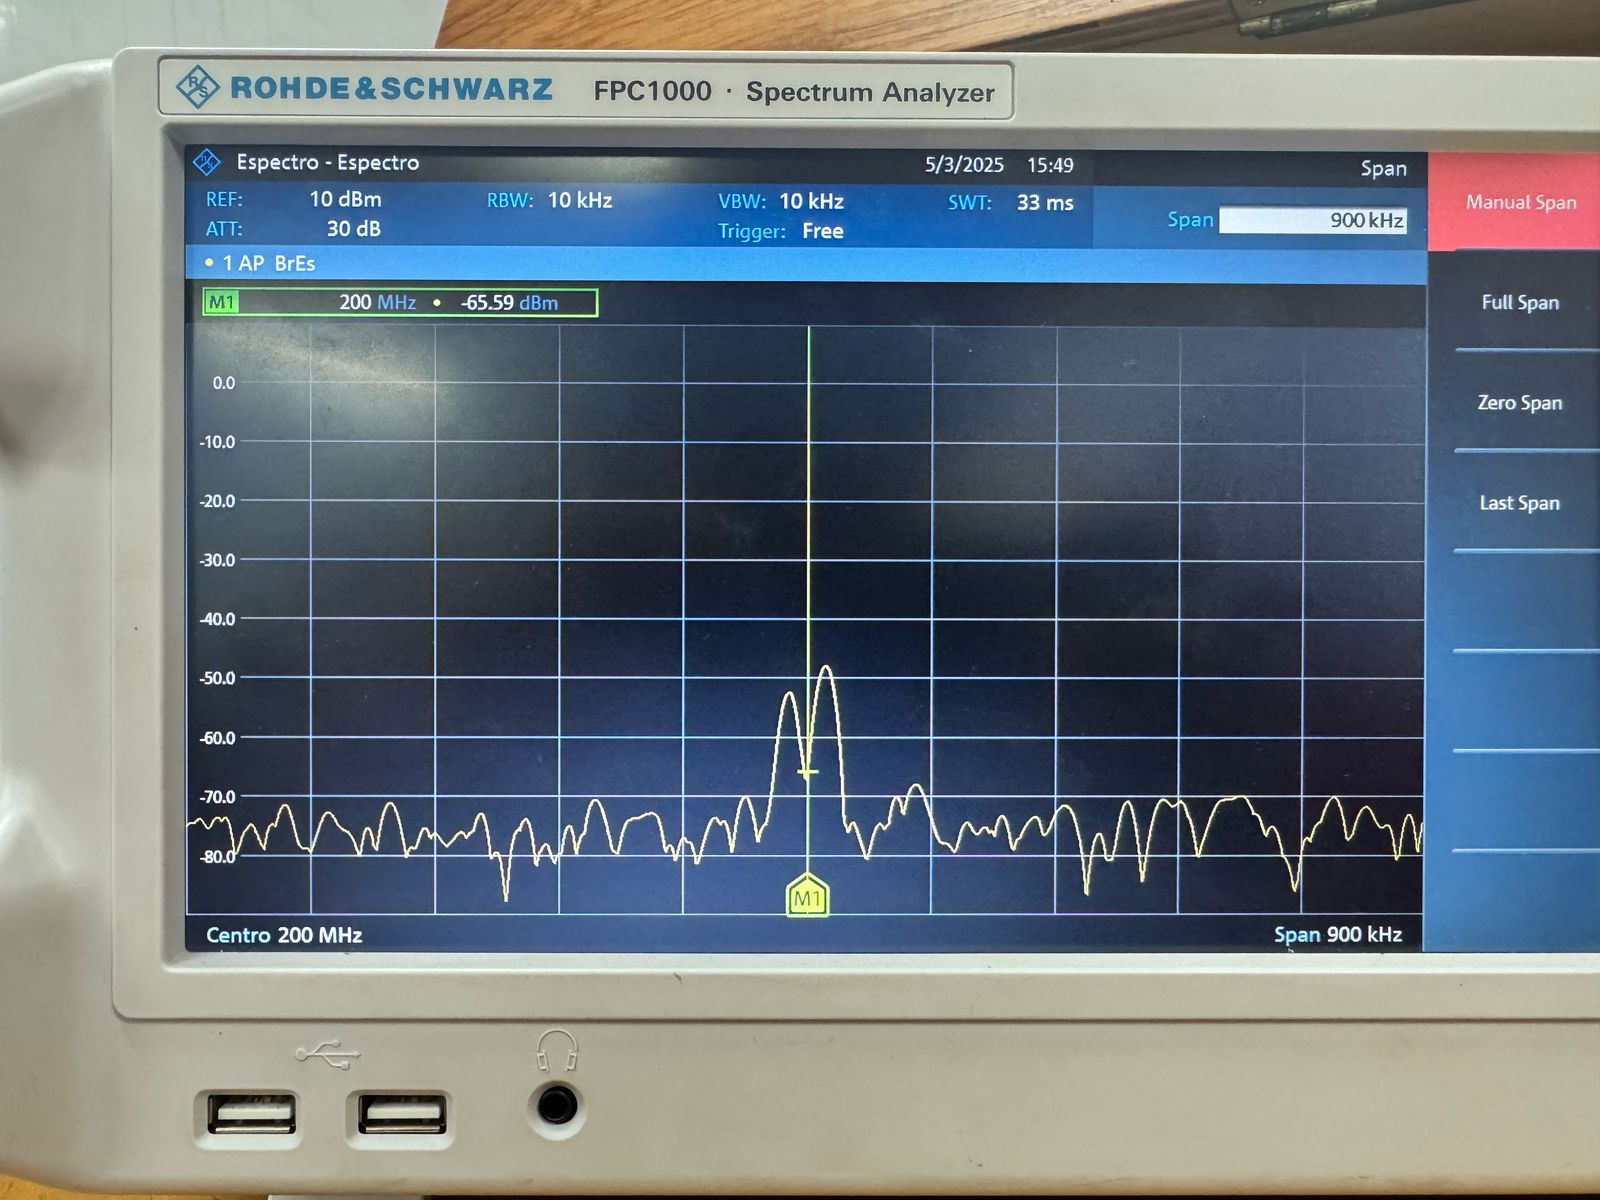 ROHDE&SCHWARZ FPC1000 · Spectrum Analyzer
Espectro - Espectro 5/3/2025 15:49 Span
REF: 10 dBm RBW: 10 kHz VBW: 10 kHz SWT: 33 ms
ATT: 30 dB Trigger: Free
Span 900 kHz
• 1 AP BrEs
M1 200 MHz • -65.59 dBm
0.0
-10.0
-20.0
-30.0
-40.0
-50.0
-60.0
-70.0
-80.0
M1
Centro 200 MHz Span 900 kHz
Manual Span
Full Span
Zero Span
Last Span